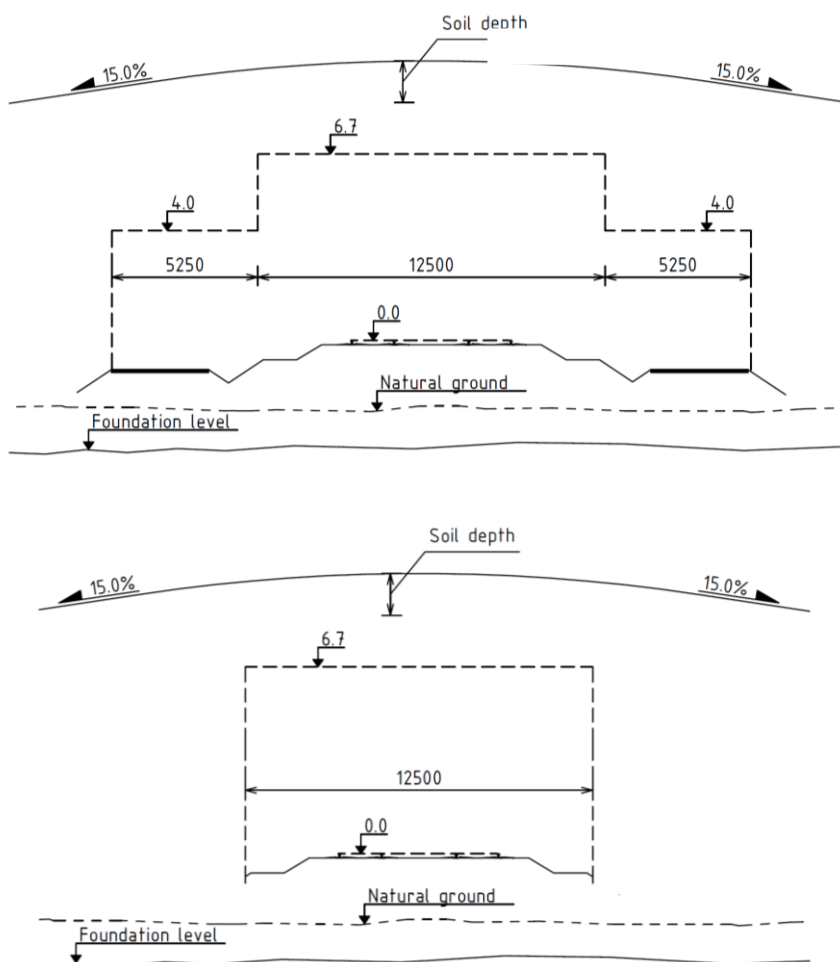 Soil depth
15.0%
15.0%
6.7
4.0
4.0
5250
12500
5250
0.0
Natural ground
Foundation level
Soil depth
15.0%
15.0%
6.7
12500
0.0
Natural ground
Foundation level